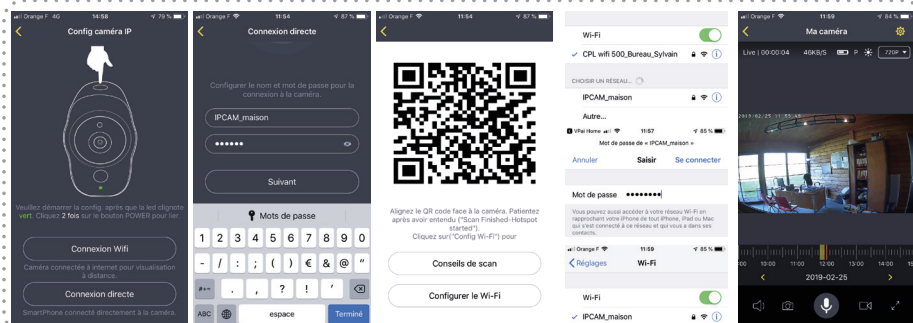 Orange F 4G 14:58 79 %
Config caméra IP
Veuillez démarrer la config. après que la led clignote
vert. Cliquez 2 fois sur le bouton POWER pour lier.
Connexion Wifi
Caméra connectée à internet pour visualisation
à distance.
Connexion directe
SmartPhone connecté directement à la caméra.
Orange F 11:54 87 %
Connexion directe
Configurer le nom et mot de passe pour la
connexion à la caméra.
IPCAM_maison
••••••
Suivant
Mots de passe
1 2 3 4 5 6 7 8 9 0
- / : ; ( ) € & @ "
#+= . , ? ! '
ABC espace Terminé
Orange F 11:54 87 %
Alignez le QR code face à la caméra. Patientez
après avoir entendu ("Scan Finished-Hotspot
started").
Cliquez sur("Config Wi-Fi") pour
Conseils de scan
Configurer le Wi-Fi
Wi-Fi
CPL wifi 500_Bureau_Sylvain
CHOISIR UN RÉSEAU...
IPCAM_maison
Autre...
VPai Home 11:57 85 %
Mot de passe de « IPCAM_maison »
Annuler Saisir Se connecter
Mot de passe ••••••••
Vous pouvez aussi accéder à votre réseau Wi-Fi en
rapprochant votre iPhone de tout iPhone, iPad ou Mac
qui s'est connecté à ce réseau et qui vous a dans ses
contacts.
Orange F 11:59 85 %
Réglages Wi-Fi
Wi-Fi
IPCAM_maison
Orange F 11:59 84 %
Ma caméra
Live | 00:00:04 46KB/S P 720P
2019/02/25
:00 10:00 11:00 12:00 13:00 14:00 15
2019-02-25